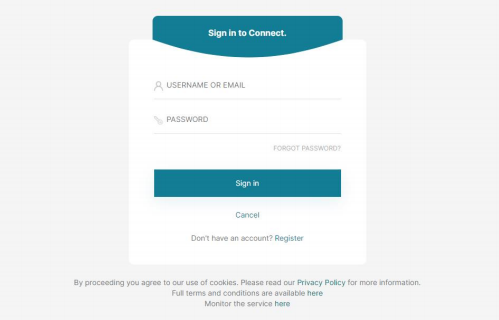 Sign in to Connect.
USERNAME OR EMAIL
PASSWORD
FORGOT PASSWORD?
Sign in
Cancel
Don't have an account? Register
By proceeding you agree to our use of cookies. Please read our Privacy Policy for more information.
Full terms and conditions are available here
Monitor the service here